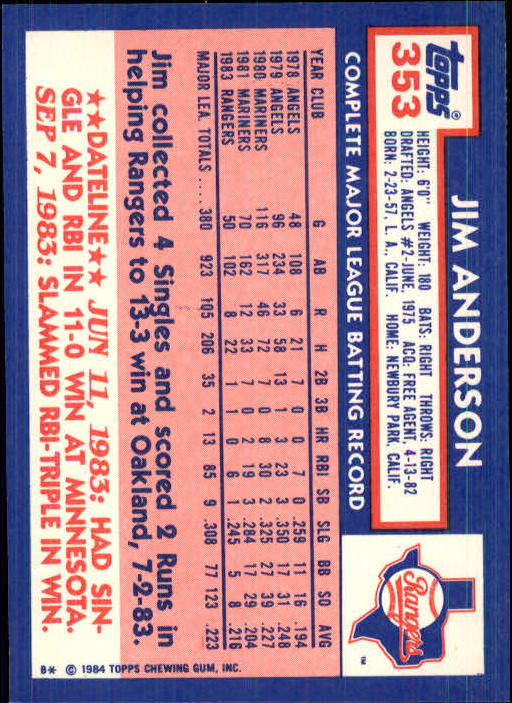 topps®
353
JIM ANDERSON
HEIGHT: 6'0" WEIGHT: 180 BATS: RIGHT THROWS: RIGHT
DRAFTED: ANGELS #2-JUNE, 1975 ACQ: FREE AGENT, 4-13-82
BORN: 2-23-57, L. A., CALIF. HOME: NEWBURY PARK, CALIF.
Rangers
TM
COMPLETE MAJOR LEAGUE BATTING RECORD
YEAR CLUB G AB R H 2B 3B HR RBI SB SLG BB SO AVG
1978 ANGELS 48 108 6 21 7 0 0 7 0 .259 11 16 .194
1979 ANGELS 96 234 33 58 13 1 3 23 3 .350 17 31 .248
1980 MARINERS 116 317 46 72 7 0 8 30 2 .325 27 39 .227
1981 MARINERS 70 162 12 33 7 0 2 19 3 .284 17 29 .204
1983 RANGERS 50 102 8 22 1 1 0 6 1 .245 5 8 .216
MAJOR LEA. TOTALS .... 380 923 105 206 35 2 13 85 9 .308 77 123 .223
Jim collected 4 Singles and scored 2 Runs in
helping Rangers to 13-3 win at Oakland, 7-2-83.
★★DATELINE★★ JUN 11, 1983: HAD SIN-
GLE AND RBI IN 11-0 WIN AT MINNESOTA.
SEP 7, 1983: SLAMMED RBI-TRIPLE IN WIN.
B* © 1984 TOPPS CHEWING GUM, INC.